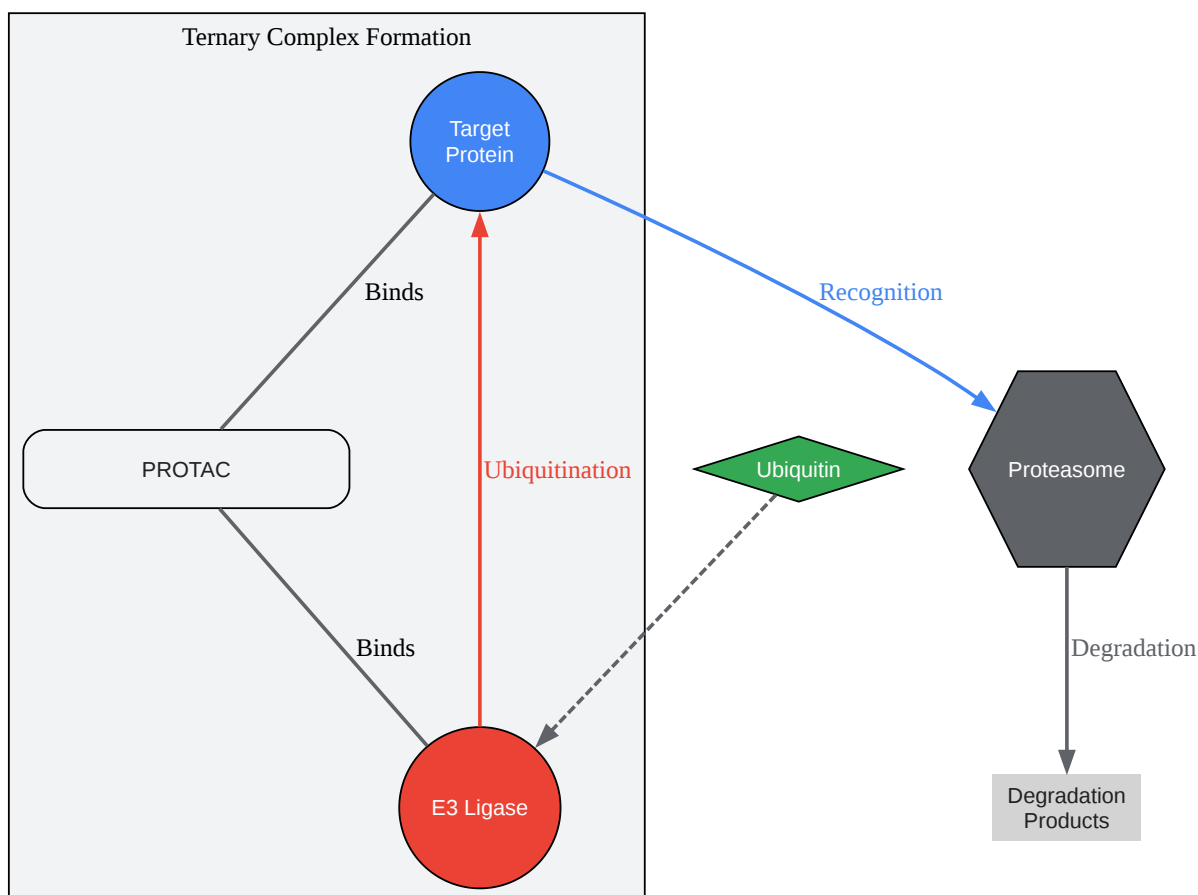 Ternary Complex Formation
Target
Protein
Binds
Recognition
PROTAC
Ubiquitination
Ubiquitin
Proteasome
Binds
Degradation
E3 Ligase
Degradation
Products